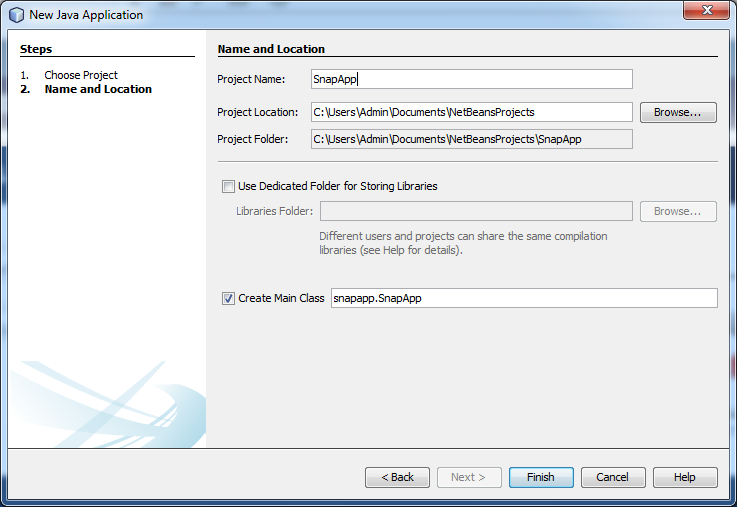 New Java Application
Steps
1. Choose Project
2. Name and Location
Name and Location
Project Name: SnapApp
Project Location: C:\Users\Admin\Documents\NetBeansProjects Browse...
Project Folder: C:\Users\Admin\Documents\NetBeansProjects\SnapApp
Use Dedicated Folder for Storing Libraries
Libraries Folder: Browse...
Different users and projects can share the same compilation
libraries (see Help for details).
Create Main Class snapapp.SnapApp
< Back Next > Finish Cancel Help